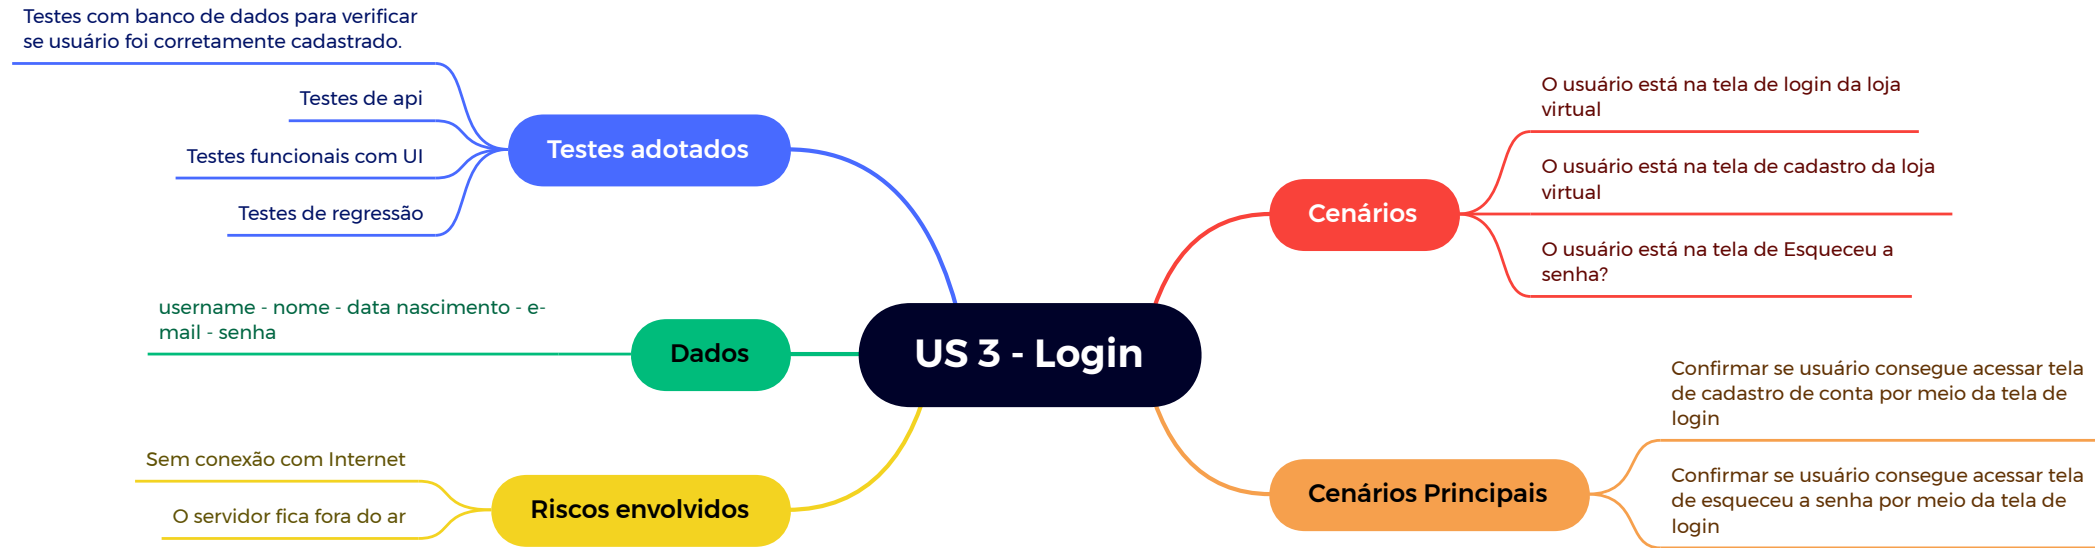 Testes com banco de dados para verificar
se usuário foi corretamente cadastrado.
Testes de api
Testes funcionais com UI
Testes de regressão
Testes adotados
username - nome - data nascimento - e-
mail - senha
Dados
Sem conexão com Internet
O servidor fica fora do ar
Riscos envolvidos
US 3 - Login
Cenários
O usuário está na tela de login da loja
virtual
O usuário está na tela de cadastro da loja
virtual
O usuário está na tela de Esqueceu a
senha?
Cenários Principais
Confirmar se usuário consegue acessar tela
de cadastro de conta por meio da tela de
login
Confirmar se usuário consegue acessar tela
de esqueceu a senha por meio da tela de
login